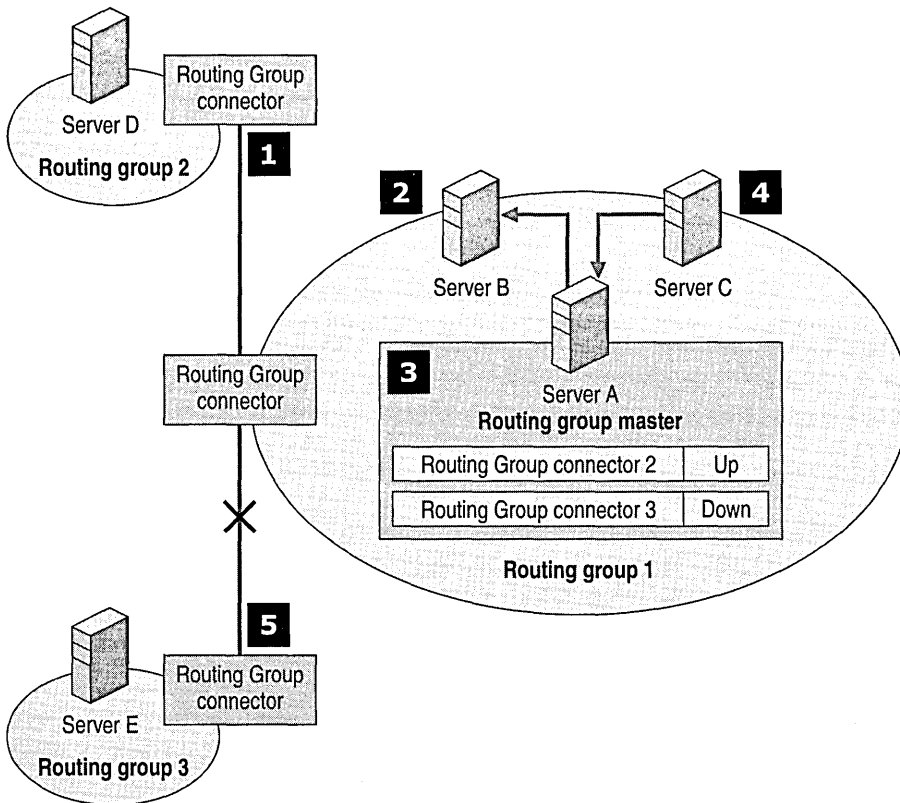 Routing Group
connector
Server D
Routing group 2
1
2
4
Server B
Server C
Routing Group
connector
3
Server A
Routing group master
Routing Group connector 2 Up
Routing Group connector 3 Down
Routing group 1
5
Routing Group
connector
Server E
Routing group 3